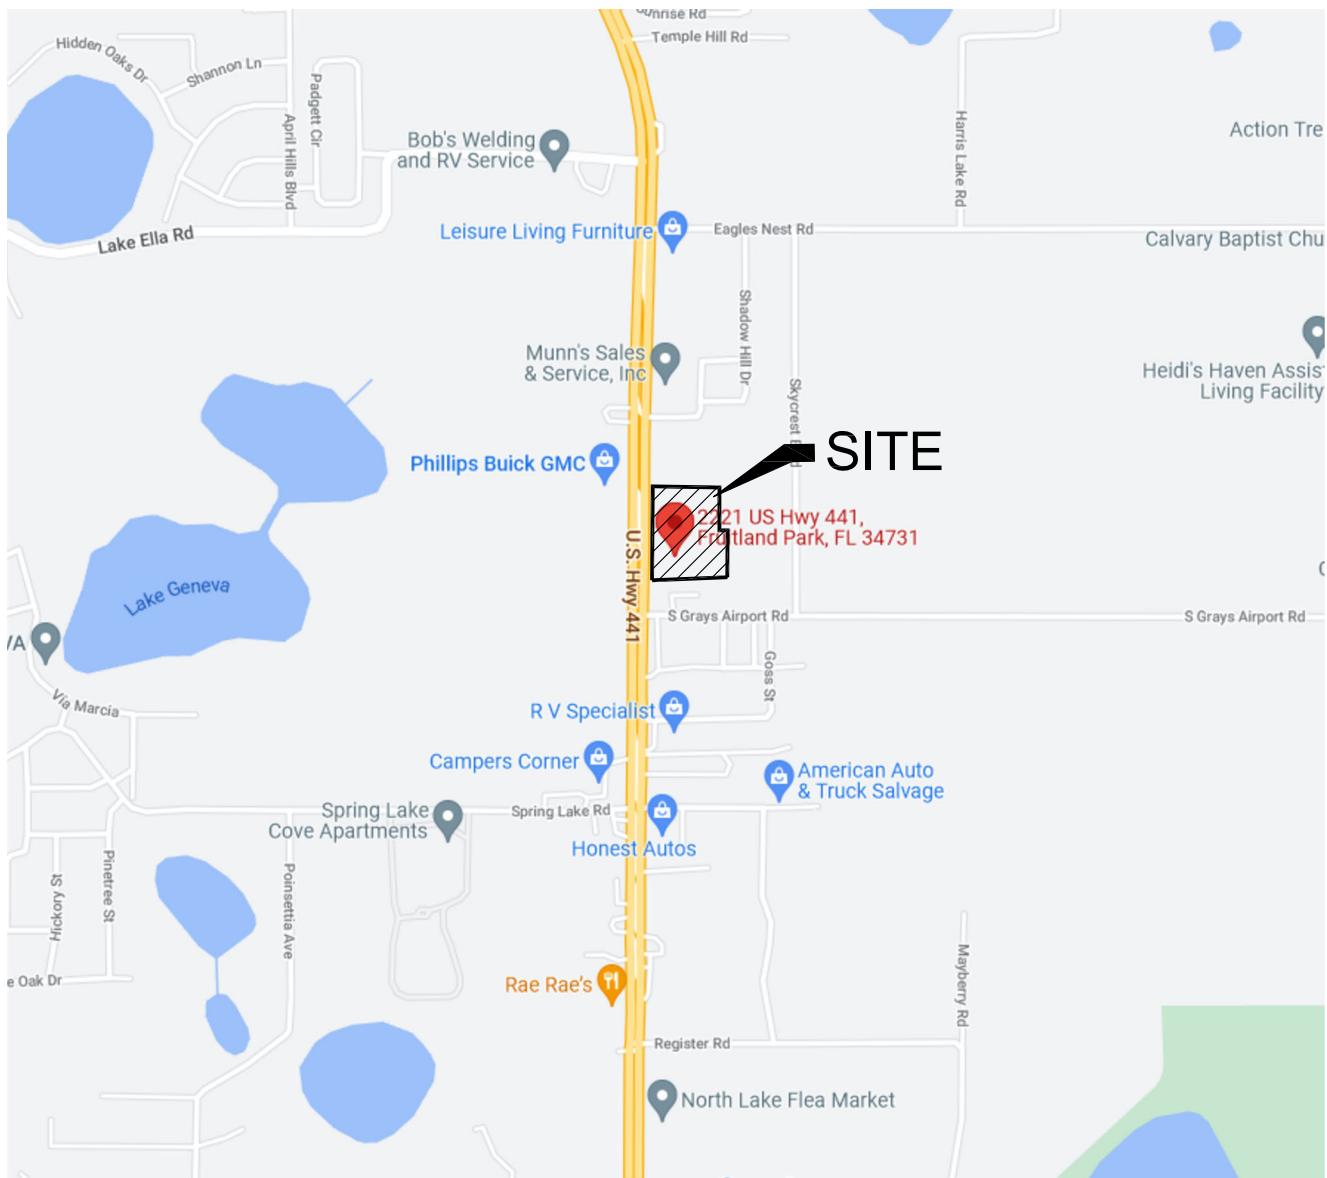 Sunrise Rd
Temple Hill Rd
Hidden Oaks Dr
Shannon Ln
Padgett Cir
April Hills Blvd
Harris Lake Rd
Action Tre
Bob's Welding
and RV Service
Lake Ella Rd
Leisure Living Furniture
Eagles Nest Rd
Calvary Baptist Chu
Shadow Hill Dr
Munn's Sales
& Service, Inc
Heidi's Haven Assis
Living Facility
Skycrest
SITE
Phillips Buick GMC
2221 US Hwy 441,
Fruitland Park, FL 34731
U.S. Hwy 441
Lake Geneva
S Grays Airport Rd
S Grays Airport Rd
VA
Goss St
Via Marcia
R V Specialist
Campers Corner
American Auto
& Truck Salvage
Spring Lake
Cove Apartments
Spring Lake Rd
Honest Autos
Hickory St
Pinetree St
Poinsettia Ave
e Oak Dr
Rae Rae's
Mayberry Rd
Register Rd
North Lake Flea Market